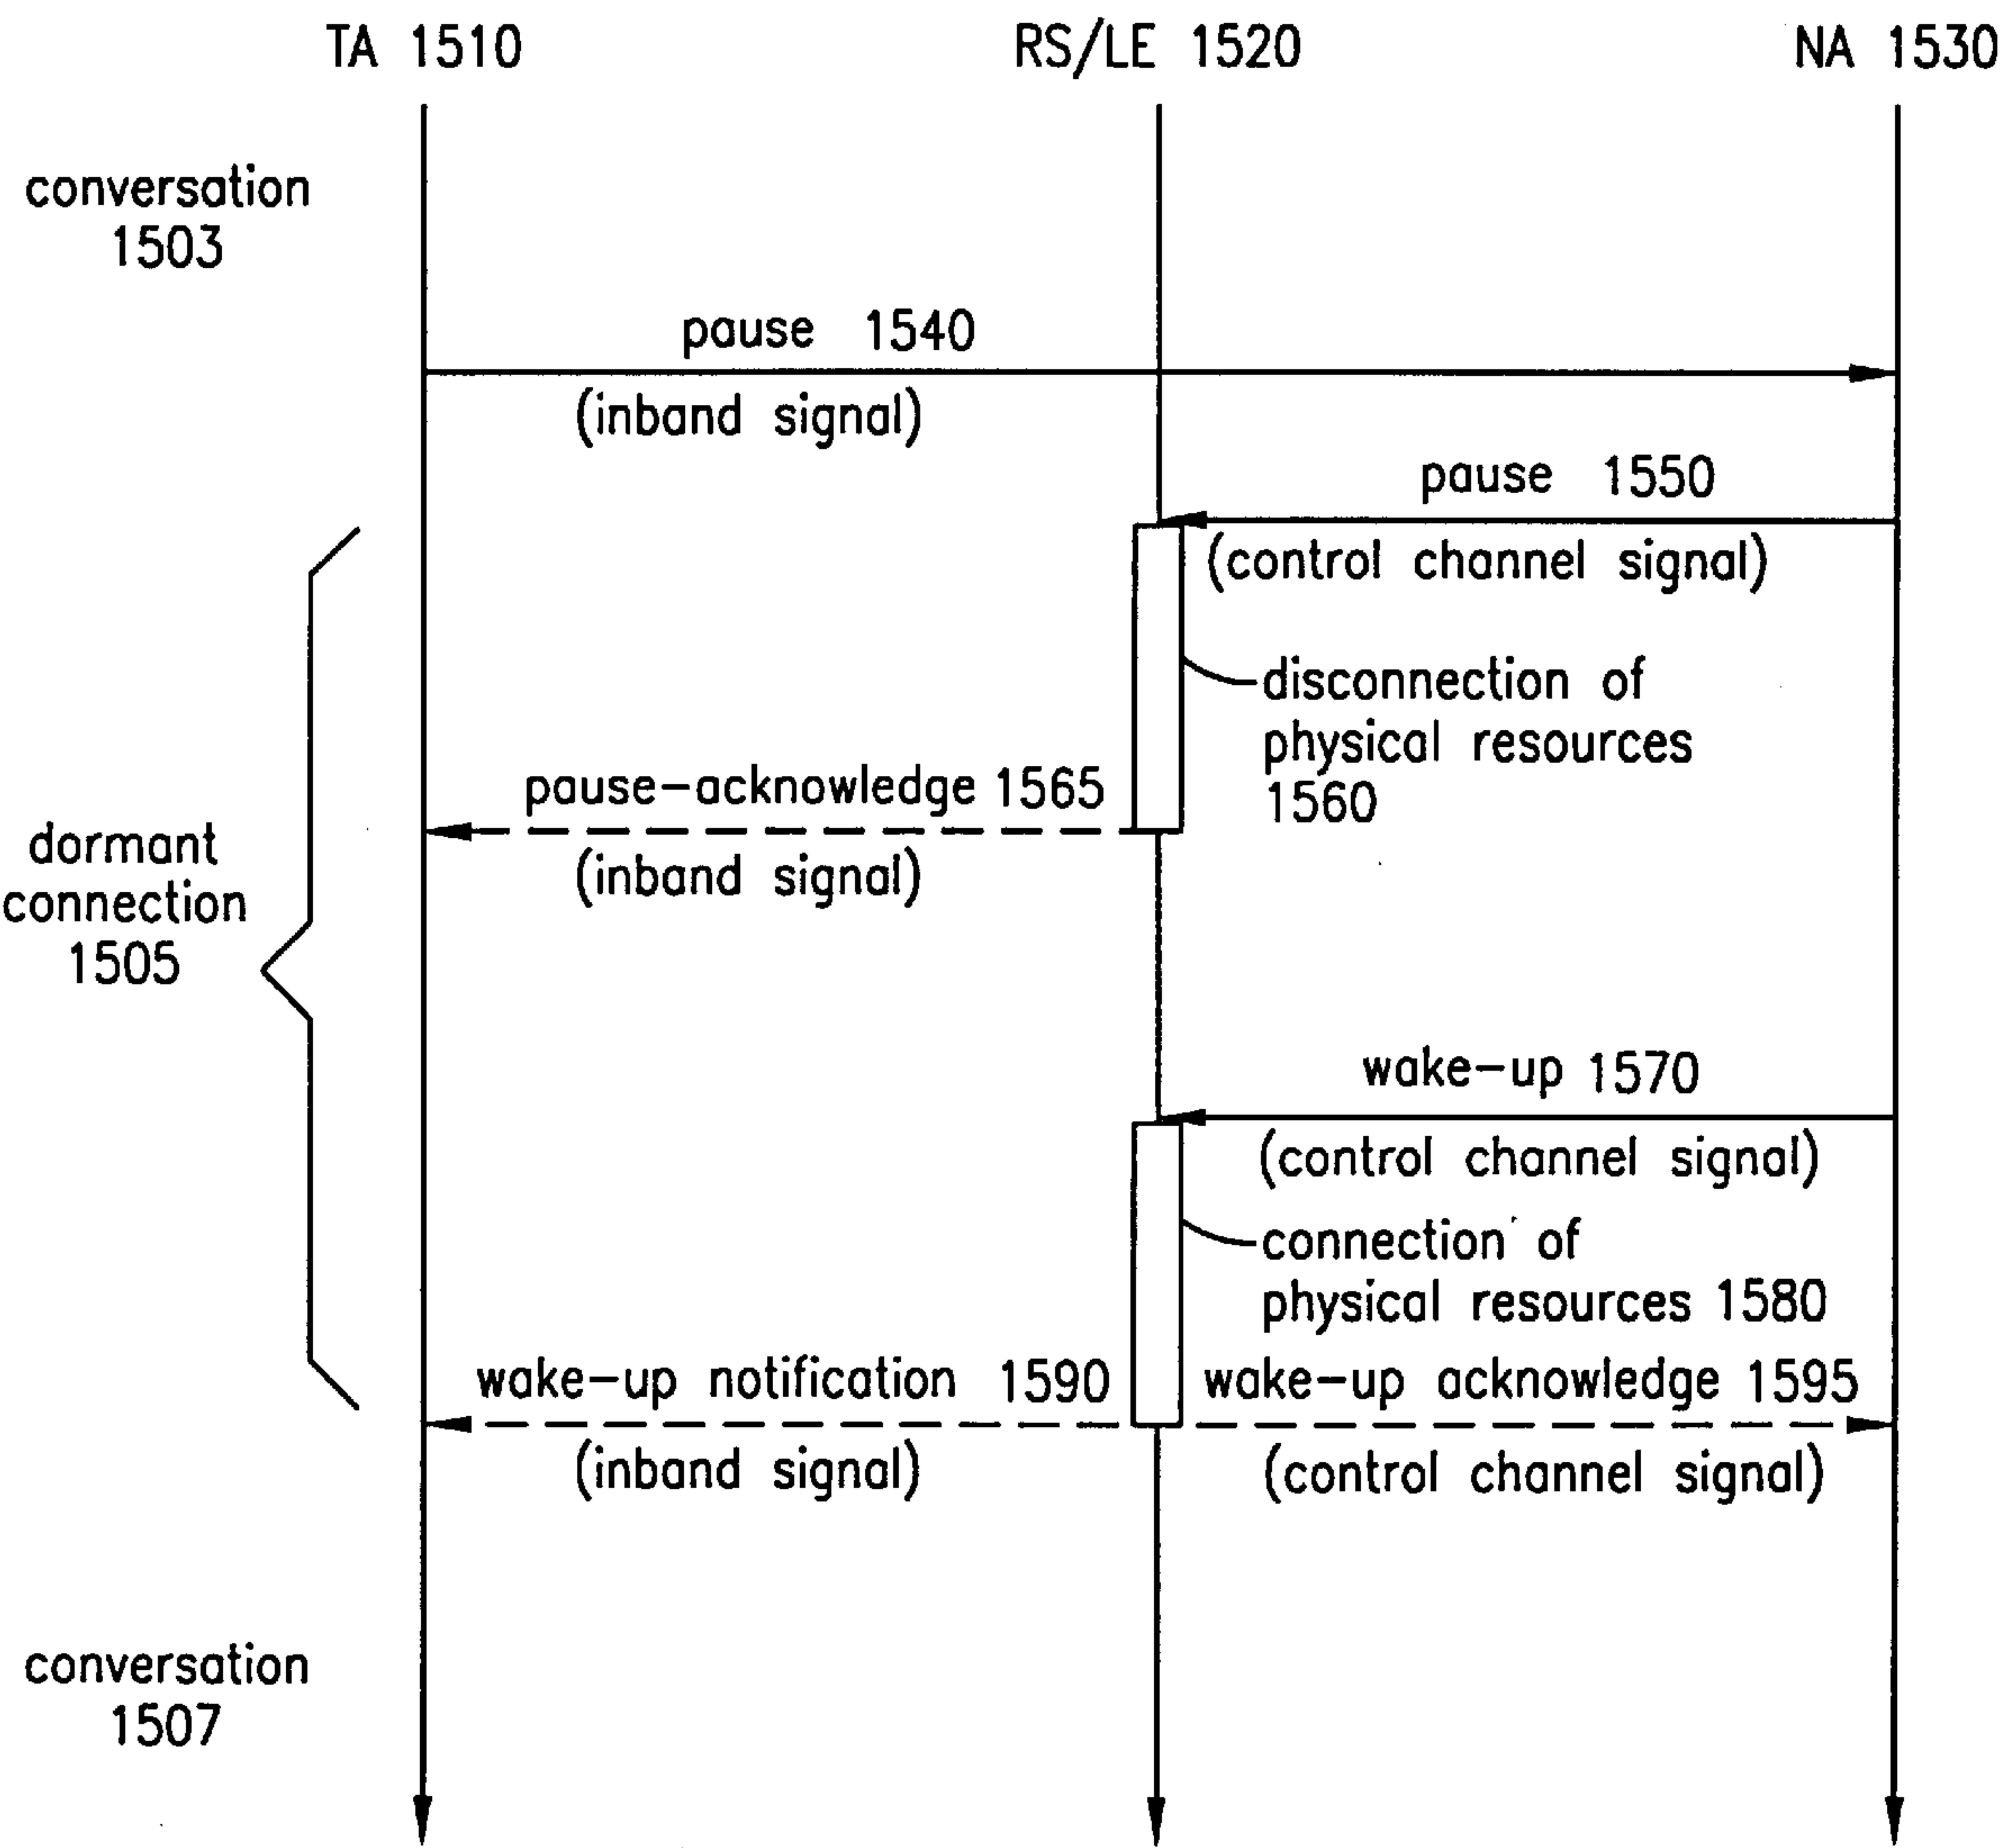 TA 1510
RS/LE 1520
NA 1530
conversation
1503
pause 1540
(inband signal)
pause 1550
(control channel signal)
disconnection of
physical resources
1560
pause-acknowledge 1565
(inband signal)
dormant
connection
1505
wake-up 1570
(control channel signal)
connection of
physical resources 1580
wake-up notification 1590
wake-up acknowledge 1595
(inband signal)
(control channel signal)
conversation
1507